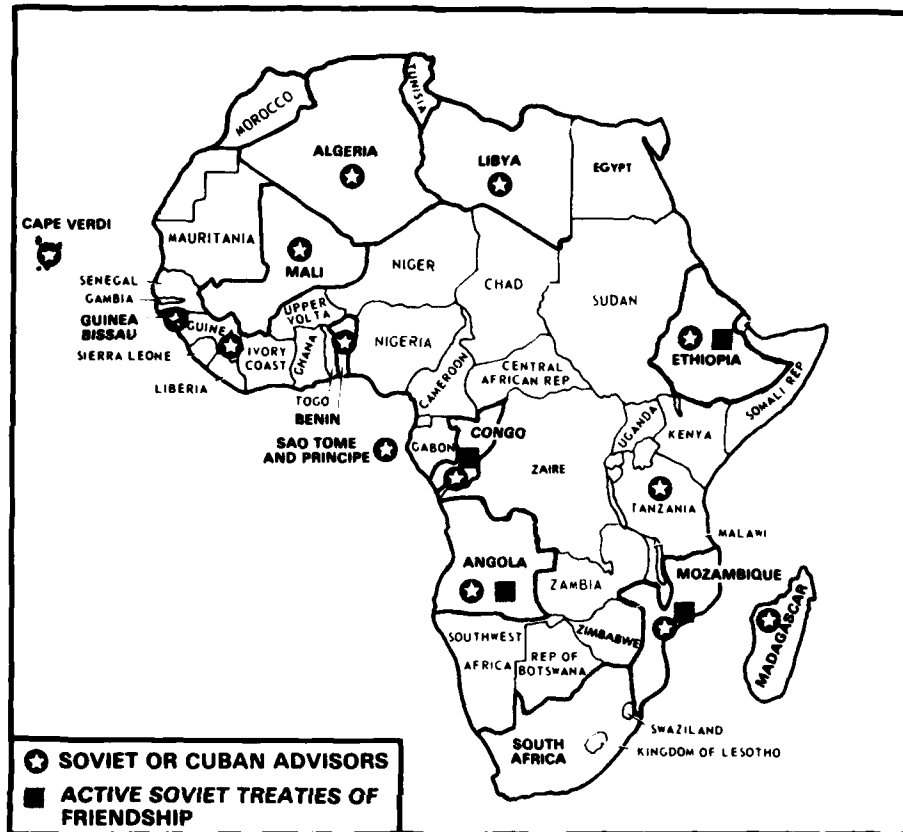 TUNISIA
MOROCCO
ALGERIA
LIBYA
EGYPT
CAPE VERDI
MAURITANIA
MALI
NIGER
CHAD
SUDAN
SENEGAL
GAMBIA
GUINEA
BISSAU
GUINEA
SIERRA LEONE
LIBERIA
UPPER
VOLTA
IVORY
COAST
GHANA
TOGO
BENIN
NIGERIA
CAMEROON
CENTRAL
AFRICAN REP
ETHIOPIA
SOMALI REP
UGANDA
KENYA
SAO TOME
AND PRINCIPE
GABON
CONGO
ZAIRE
TANZANIA
MALAWI
ANGOLA
ZAMBIA
MOZAMBIQUE
MADAGASCAR
SOUTHWEST
AFRICA
ZIMBABWE
REP OF
BOTSWANA
SWAZILAND
KINGDOM OF LESOTHO
SOUTH
AFRICA
SOVIET OR CUBAN ADVISORS
ACTIVE SOVIET TREATIES OF
FRIENDSHIP